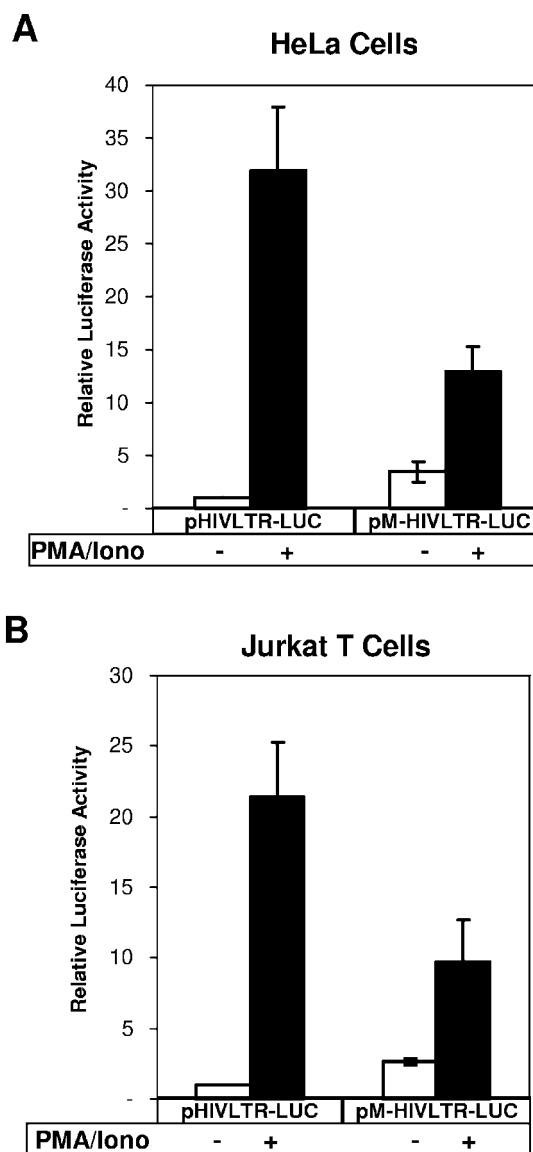 A
HeLa Cells
Relative Luciferase Activity
40
35
30
25
20
15
10
5
-
pHIVLTR-LUC pM-HIVLTR-LUC
PMA/Iono - + - +
B
Jurkat T Cells
Relative Luciferase Activity
30
25
20
15
10
5
-
pHIVLTR-LUC pM-HIVLTR-LUC
PMA/Iono - + - +